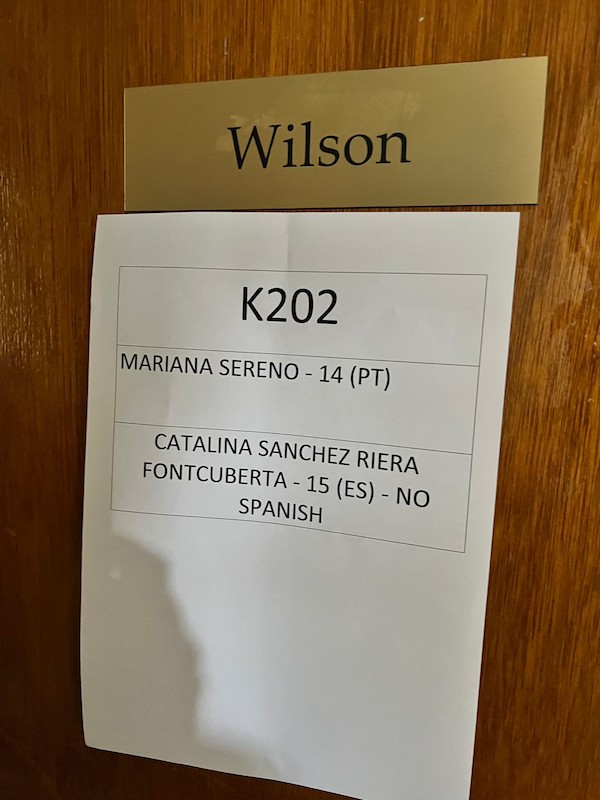 Wilson
K202
MARIANA SERENO - 14 (PT)
CATALINA SANCHEZ RIERA
FONTCUBERTA - 15 (ES) - NO
SPANISH